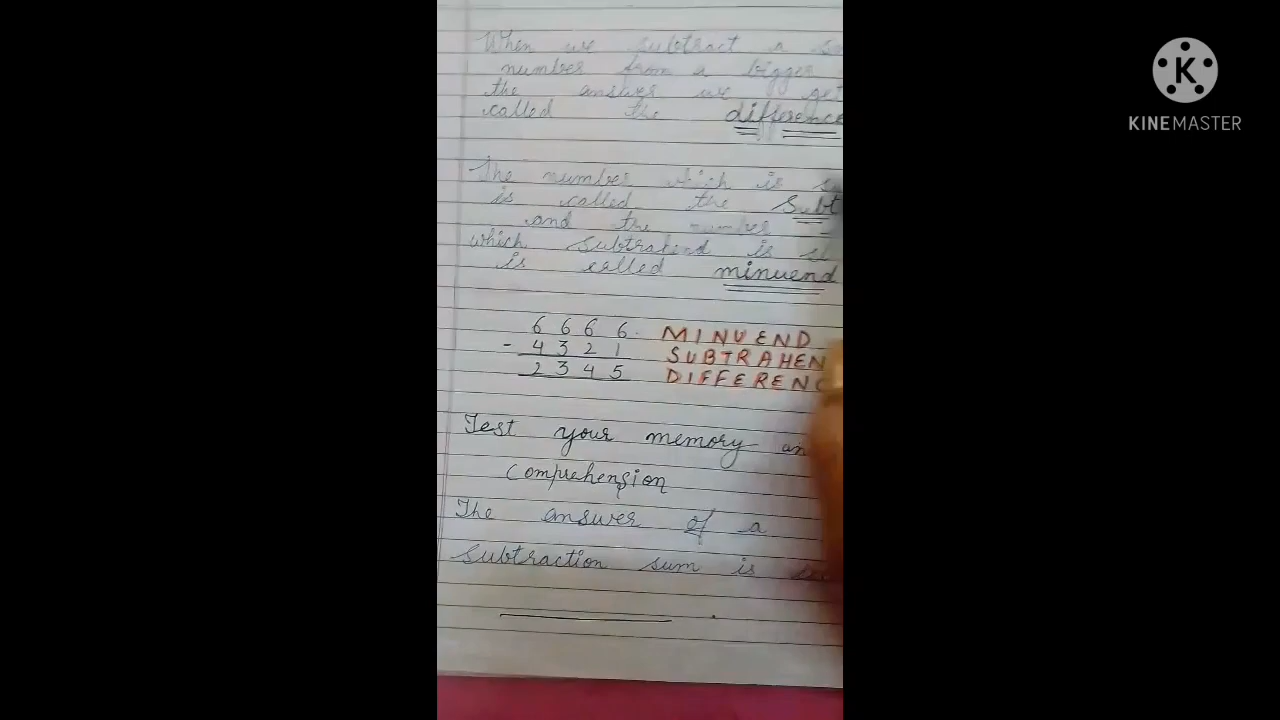 When we subtract a
number from a bigger
the answer we get
called the difference
The number which is
is called the Subt
and the number
which subtrahend is
is called minuend
6 6 6 6. MINUEND
- 4 3 2 1 SUBTRAHEN
2 3 4 5 DIFFERENC
Test your memory an
Comprehension
The answer of a
subtraction sum is
K
KINEMASTER